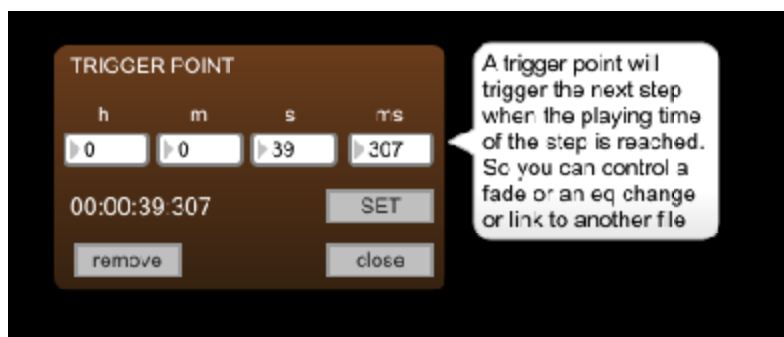 TRIGGER POINT
h m s ms
0 0 39 307
00:00:39:307 SET
remove close
A trigger point will
trigger the next step
when the playing time
of the step is reached.
So you can control a
fade or an eq change
or link to another file